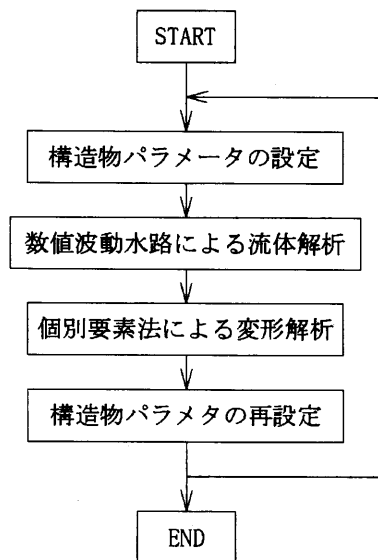 START
構造物パラメータの設定
数値波動水路による流体解析
個別要素法による変形解析
構造物パラメタの再設定
END